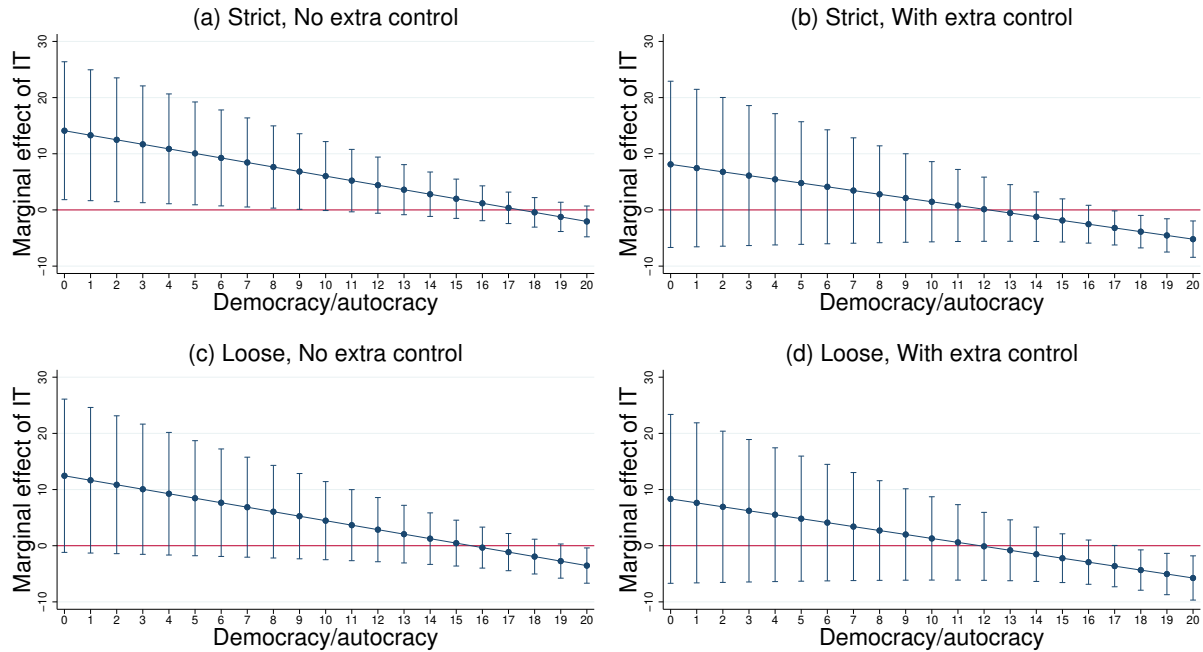 (a) Strict, No extra control
Marginal effect of IT
30
20
10
0
−10
0 1 2 3 4 5 6 7 8 9 10 11 12 13 14 15 16 17 18 19 20
Democracy/autocracy
(b) Strict, With extra control
Marginal effect of IT
30
20
10
0
−10
0 1 2 3 4 5 6 7 8 9 10 11 12 13 14 15 16 17 18 19 20
Democracy/autocracy
(c) Loose, No extra control
Marginal effect of IT
30
20
10
0
−10
0 1 2 3 4 5 6 7 8 9 10 11 12 13 14 15 16 17 18 19 20
Democracy/autocracy
(d) Loose, With extra control
Marginal effect of IT
30
20
10
0
−10
0 1 2 3 4 5 6 7 8 9 10 11 12 13 14 15 16 17 18 19 20
Democracy/autocracy